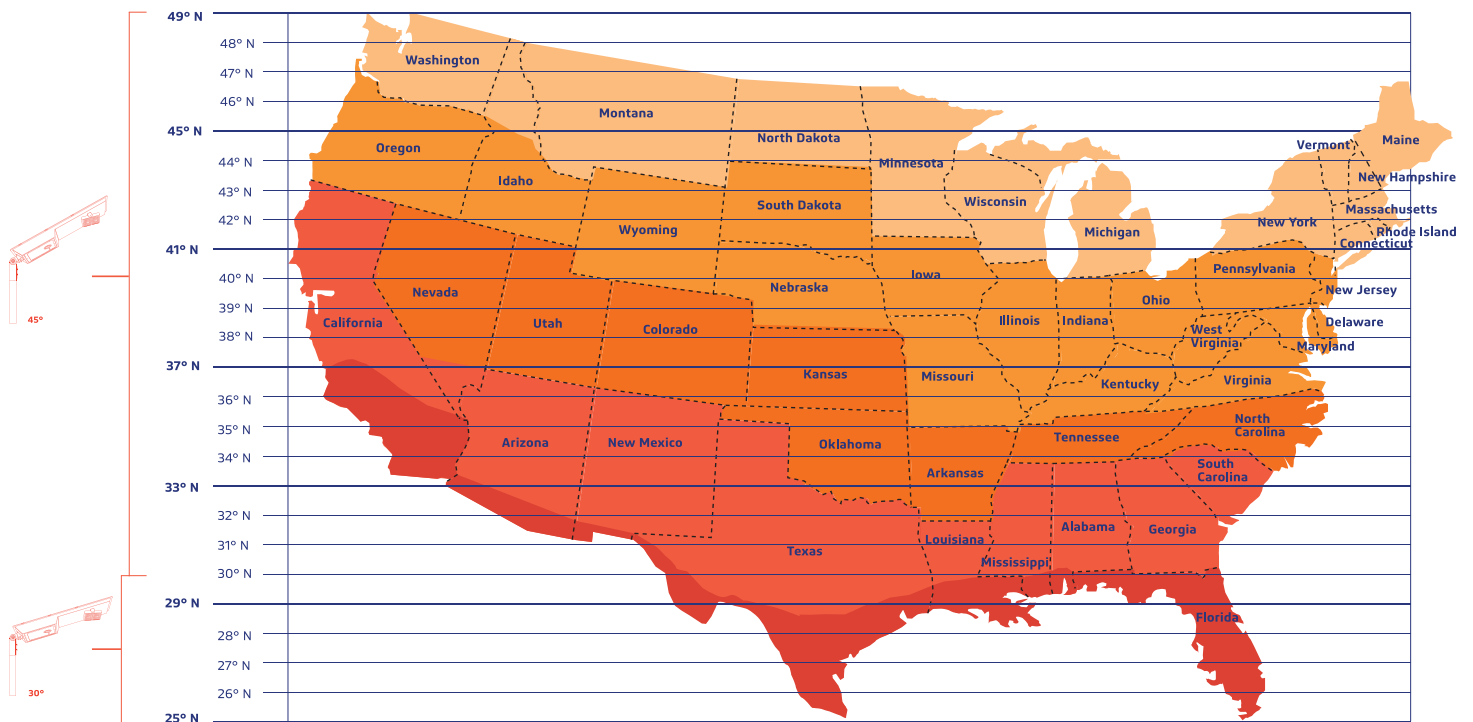 49° N
48° N
47° N
46° N
45° N
44° N
43° N
42° N
41° N
40° N
39° N
38° N
37° N
36° N
35° N
34° N
33° N
32° N
31° N
30° N
29° N
28° N
27° N
26° N
25° N
45°
30°
Washington
Montana
North Dakota
Minnesota
Oregon
Idaho
South Dakota
Wyoming
Wisconsin
Michigan
Vermont
Maine
New Hampshire
Massachusetts
New York
Rhode Island
Connecticut
Nevada
Nebraska
Iowa
Pennsylvania
New Jersey
California
Utah
Colorado
Illinois
Indiana
Ohio
West
Virginia
Delaware
Maryland
Kansas
Missouri
Kentucky
Virginia
Arizona
New Mexico
Oklahoma
Arkansas
Tennessee
North
Carolina
South
Carolina
Texas
Louisiana
Mississippi
Alabama
Georgia
Florida